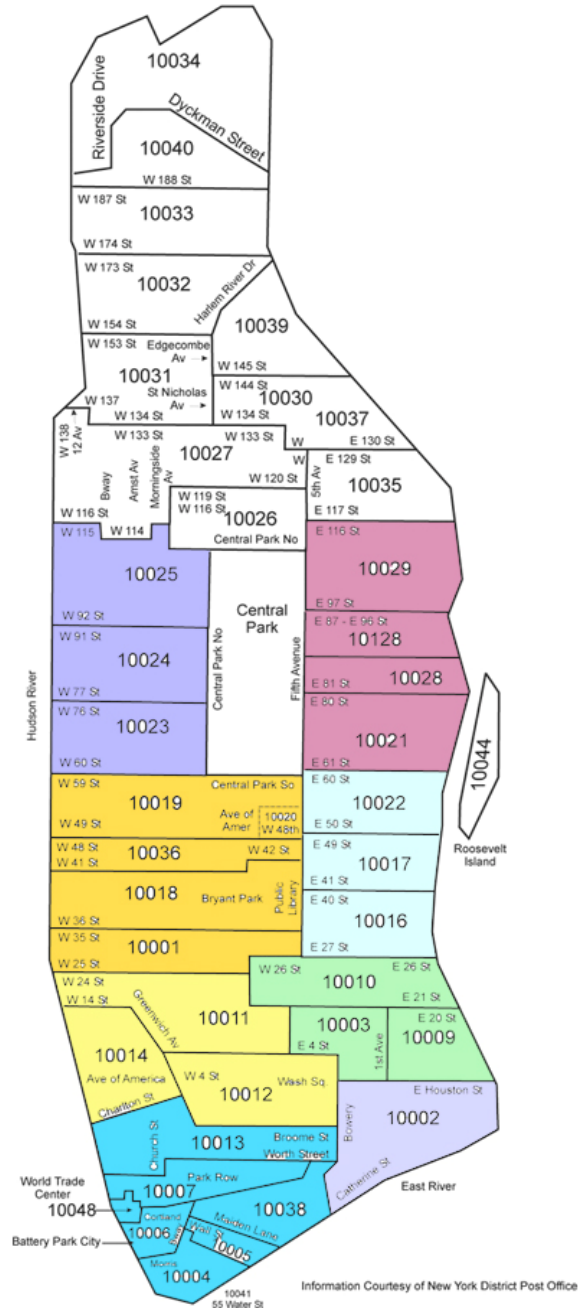 10034
Riverside Drive
Dyckman Street
10040
W 188 St
W 187 St
10033
W 174 St
W 173 St
10032
Harlem River Dr
W 154 St
10039
W 153 St
Edgecombe
Av
W 145 St
10031
W 144 St
St Nicholas
Av
10030
W 137
W 134 St
W 134 St
10037
W 138
12 Av
W 133 St
W 133 St
W
E 130 St
Bway
Amst Av
Morningside
Av
10027
W
E 129 St
W 120 St
5th Av
10035
W 119 St
W 116 St
W 116 St
10026
E 117 St
W 115
W 114
Central Park No
E 116 St
10025
10029
W 92 St
E 97 St
Central
Park
W 91 St
E 87 - E 96 St
10128
10024
Central Park No
Fifth Avenue
10028
W 77 St
E 81 St
W 76 St
E 80 St
Hudson River
10023
10021
W 60 St
E 61 St
10044
Roosevelt
Island
W 59 St
Central Park So
E 60 St
10019
10022
Ave of
Amer
10020
W 48th
W 49 St
E 50 St
W 48 St
10036
W 42 St
W 41 St
E 49 St
10017
E 41 St
10018
Bryant Park
Public
Library
W 36 St
E 40 St
10016
W 35 St
10001
W 25 St
E 27 St
W 24 St
W 26 St
E 26 St
10010
W 14 St
E 21 St
Greenwich Av
10011
10003
E 20 St
10009
E 4 St
1st Ave
10014
Ave of America
W 4 St
Wash Sq.
10012
E Houston St
Charlton St
10002
Bowery
Church St
10013
Broome St
Worth Street
Catherine St
Park Row
East River
World Trade
Center
10048
10007
10038
Cortland
Maiden Lane
10006
Bway
Wall St
10005
Battery Park City
Morris
10004
10041
55 Water St
Information Courtesy of New York District Post Office